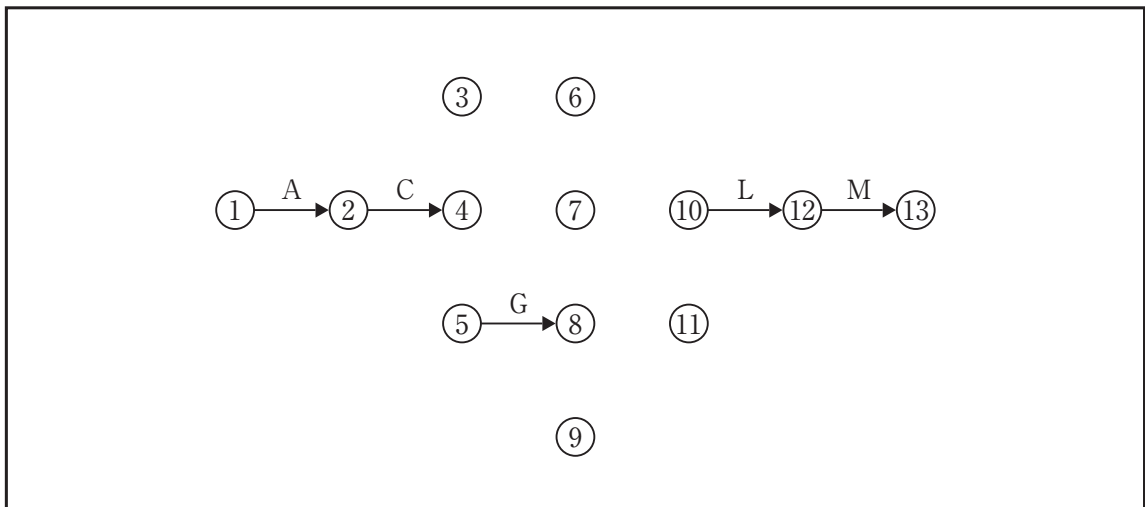 ③ ⑥
A C L M
① ② ④ ⑦ ⑩ ⑫ ⑬
G
⑤ ⑧ ⑪
⑨